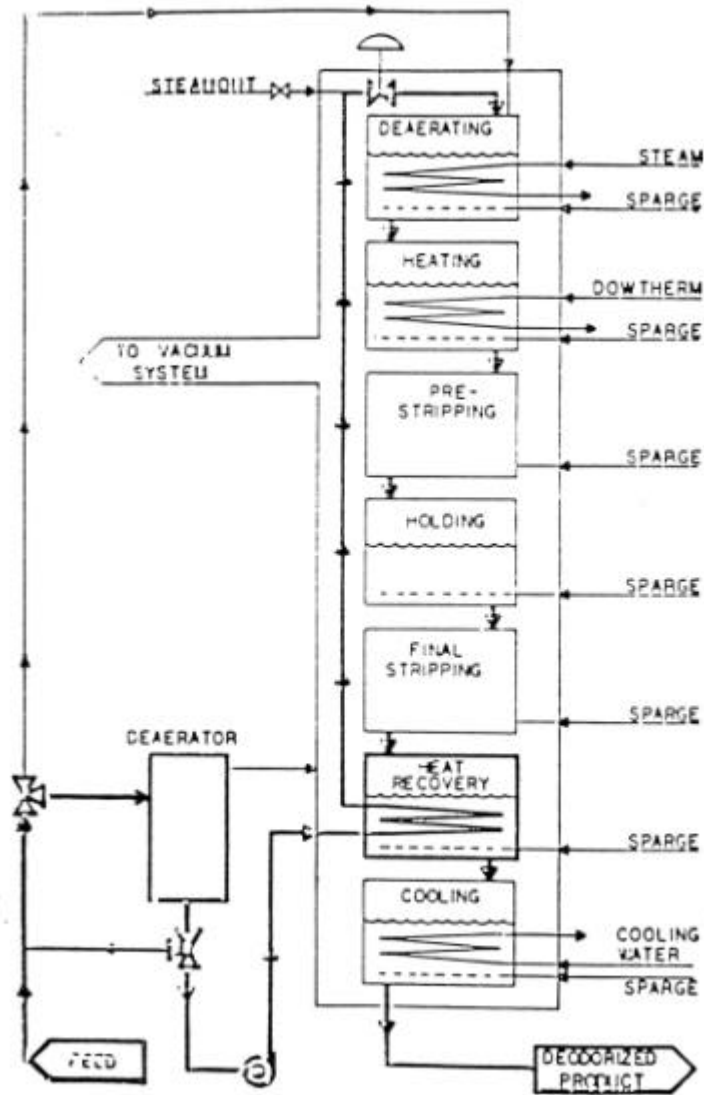 STEAMOUT
DEAERATING
STEAM
SPARGE
HEATING
DOWTHERM
SPARGE
TO VACUUM
SYSTEM
PRE-
STRIPPING
SPARGE
HOLDING
SPARGE
FINAL
STRIPPING
SPARGE
DEAERATOR
HEAT
RECOVERY
SPARGE
COOLING
COOLING
WATER
SPARGE
FEED
DEODORIZED
PRODUCT